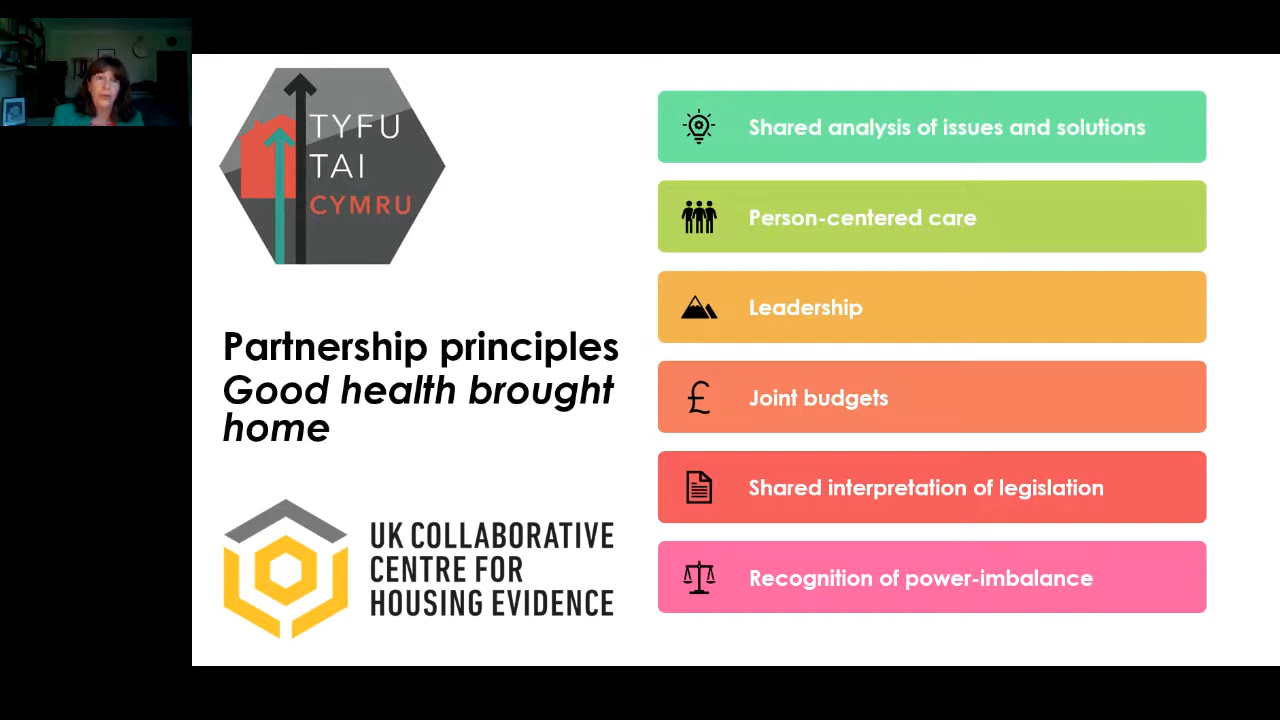 TYFU
TAI
CYMRU
Partnership principles
Good health brought
home
UK COLLABORATIVE
CENTRE FOR
HOUSING EVIDENCE
Shared analysis of issues and solutions
Person-centered care
Leadership
£
Joint budgets
Shared interpretation of legislation
Recognition of power-imbalance